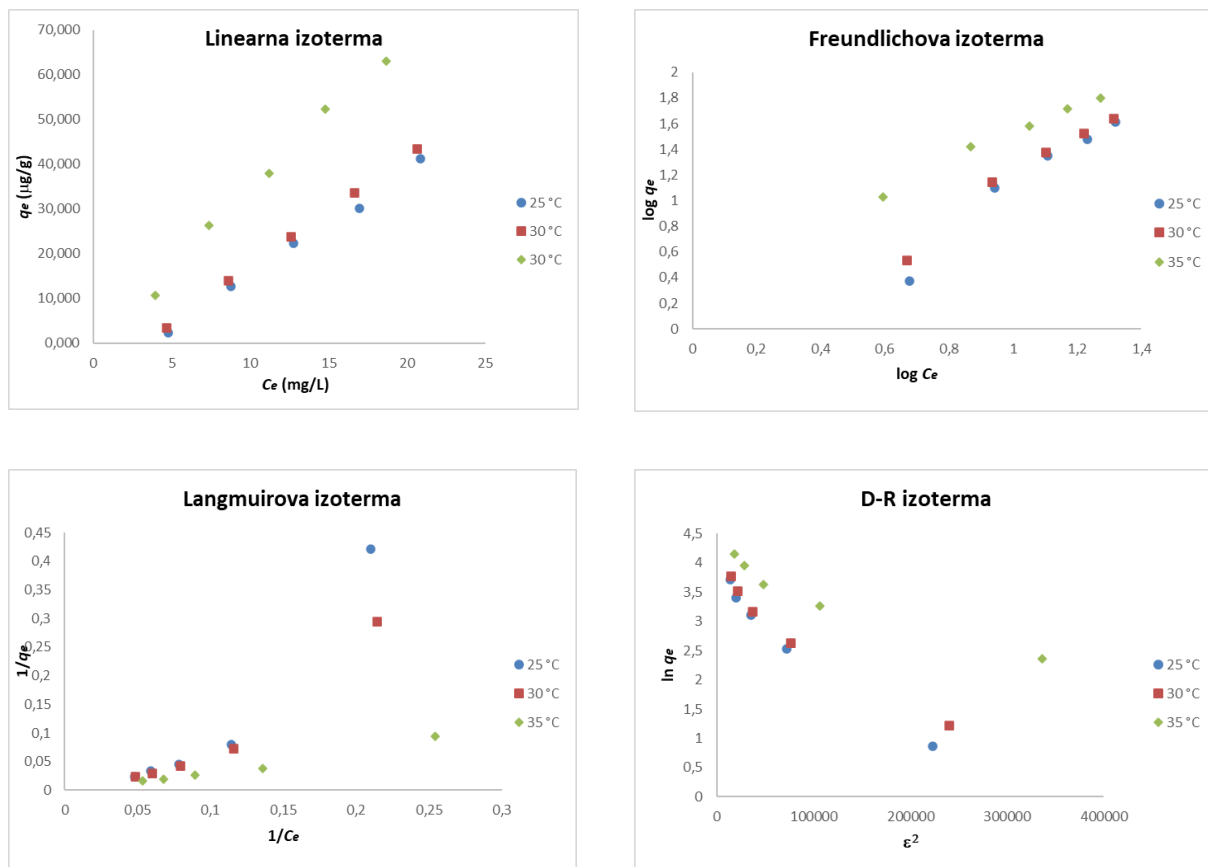 Linearna izoterma
70,000
60,000
50,000
40,000
30,000
20,000
10,000
0,000
qe (µg/g)
0 5 10 15 20 25
Ce (mg/L)
25 °C
30 °C
30 °C
Freundlichova izoterma
2
1,8
1,6
1,4
1,2
1
0,8
0,6
0,4
0,2
0
log qe
0 0,2 0,4 0,6 0,8 1 1,2 1,4
log Ce
25 °C
30 °C
35 °C
Langmuirova izoterma
0,45
0,4
0,35
0,3
0,25
0,2
0,15
0,1
0,05
0
1/qe
0 0,05 0,1 0,15 0,2 0,25 0,3
1/Ce
25 °C
30 °C
35 °C
D-R izoterma
4,5
4
3,5
3
2,5
2
1,5
1
0,5
0
ln qe
0 100000 200000 300000 400000
ε²
25 °C
30 °C
35 °C